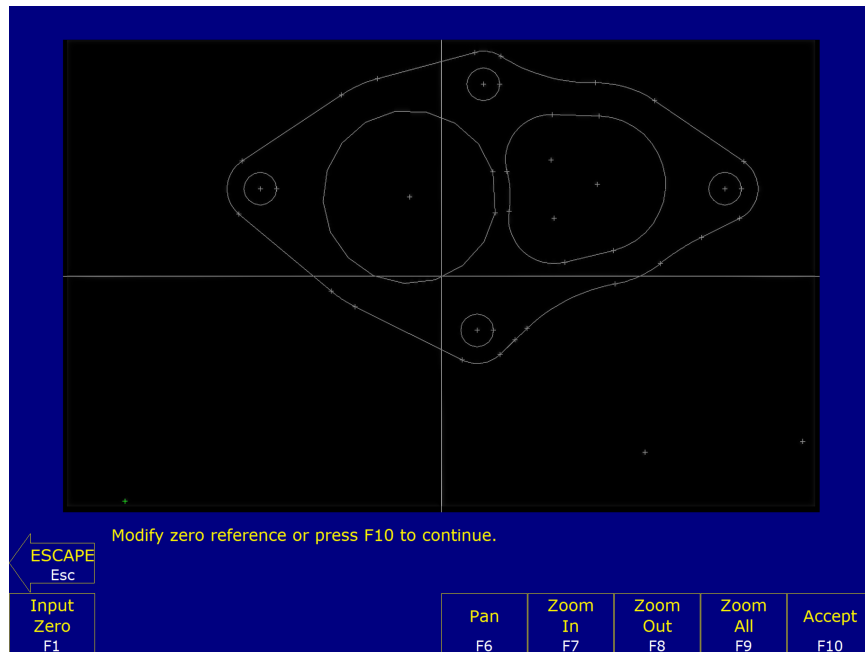 Modify zero reference or press F10 to continue.
ESCAPE
Esc
Input
Zero
F1
Pan
F6
Zoom
In
F7
Zoom
Out
F8
Zoom
All
F9
Accept
F10